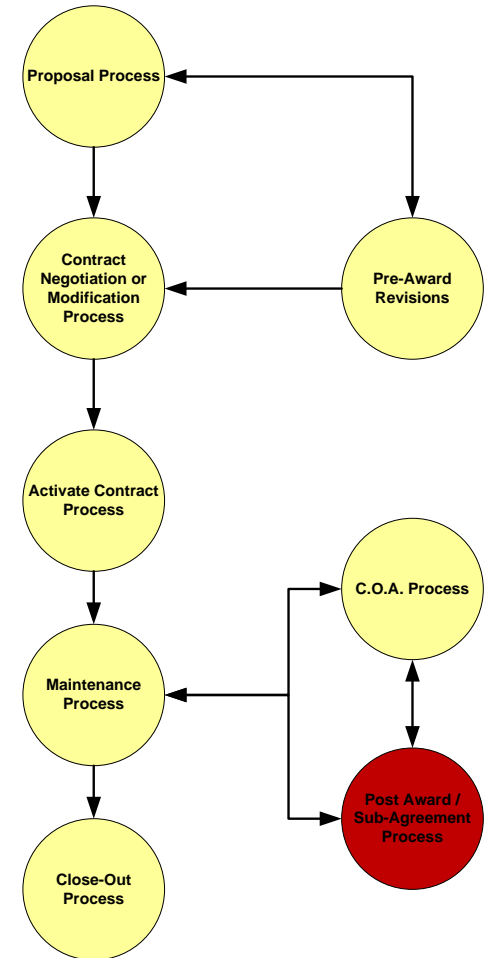 Proposal Process
Contract
Negotiation or
Modification
Process
Pre-Award
Revisions
Activate Contract
Process
C.O.A. Process
Maintenance
Process
Post Award /
Sub-Agreement
Process
Close-Out
Process